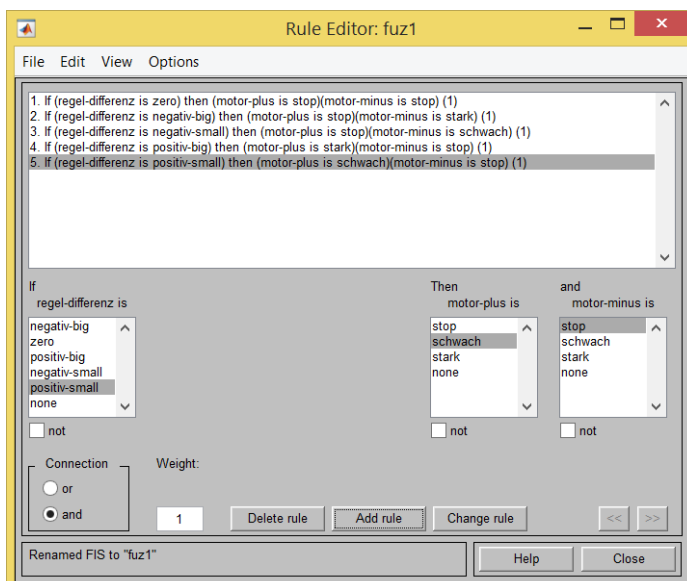 Rule Editor: fuz1
File Edit View Options
1. If (regel-differenz is zero) then (motor-plus is stop)(motor-minus is stop) (1)
2. If (regel-differenz is negativ-big) then (motor-plus is stop)(motor-minus is stark) (1)
3. If (regel-differenz is negativ-small) then (motor-plus is stop)(motor-minus is schwach) (1)
4. If (regel-differenz is positiv-big) then (motor-plus is stark)(motor-minus is stop) (1)
5. If (regel-differenz is positiv-small) then (motor-plus is schwach)(motor-minus is stop) (1)
If
regel-differenz is
negativ-big
zero
positiv-big
negativ-small
positiv-small
none
not
Then
motor-plus is
stop
schwach
stark
none
not
and
motor-minus is
stop
schwach
stark
none
not
Connection
or
and
Weight:
1
Delete rule
Add rule
Change rule
<<
>>
Renamed FIS to "fuz1"
Help
Close